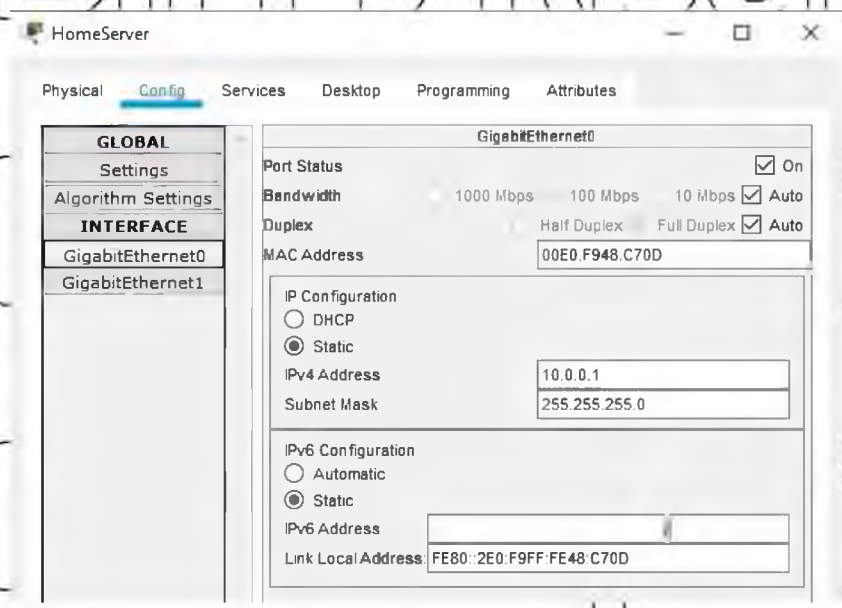 HomeServer
Physical Config Services Desktop Programming Attributes
GLOBAL
Settings
Algorithm Settings
INTERFACE
GigabitEthernet0
GigabitEthernet1
GigabitEthernet0
Port Status On
Bandwidth 1000 Mbps 100 Mbps 10 Mbps Auto
Duplex Half Duplex Full Duplex Auto
MAC Address 00E0.F948.C70D
IP Configuration
DHCP
Static
IPv4 Address 10.0.0.1
Subnet Mask 255.255.255.0
IPv6 Configuration
Automatic
Static
IPv6 Address /
Link Local Address: FE80::2E0:F9FF:FE48:C70D